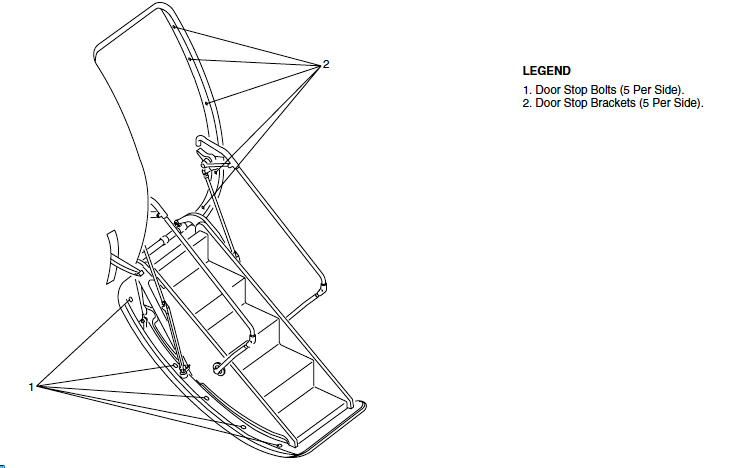 2
LEGEND
1. Door Stop Bolts (5 Per Side).
2. Door Stop Brackets (5 Per Side).
1